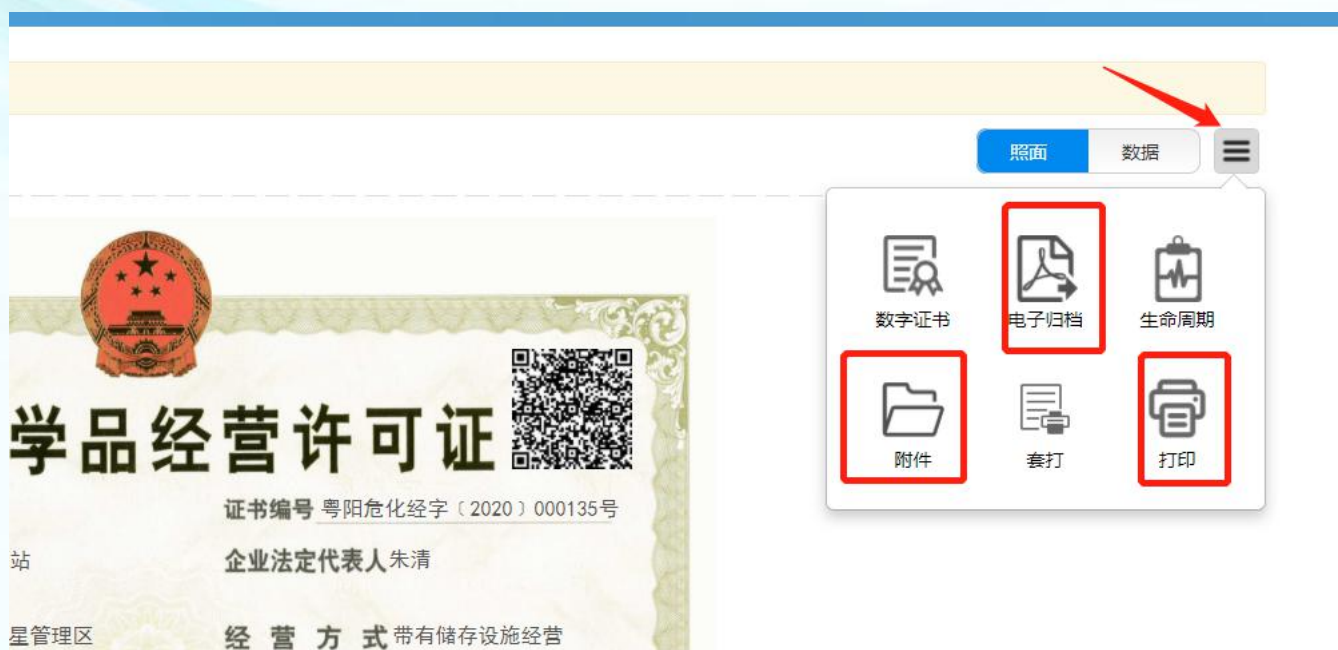 照面 数据
数字证书 电子归档 生命周期
附件 套打 打印
学品经营许可证
证书编号 粤阳危化经字﹝2020﹞000135号
站 企业法定代表人 朱清
星管理区 经营方式 带有储存设施经营